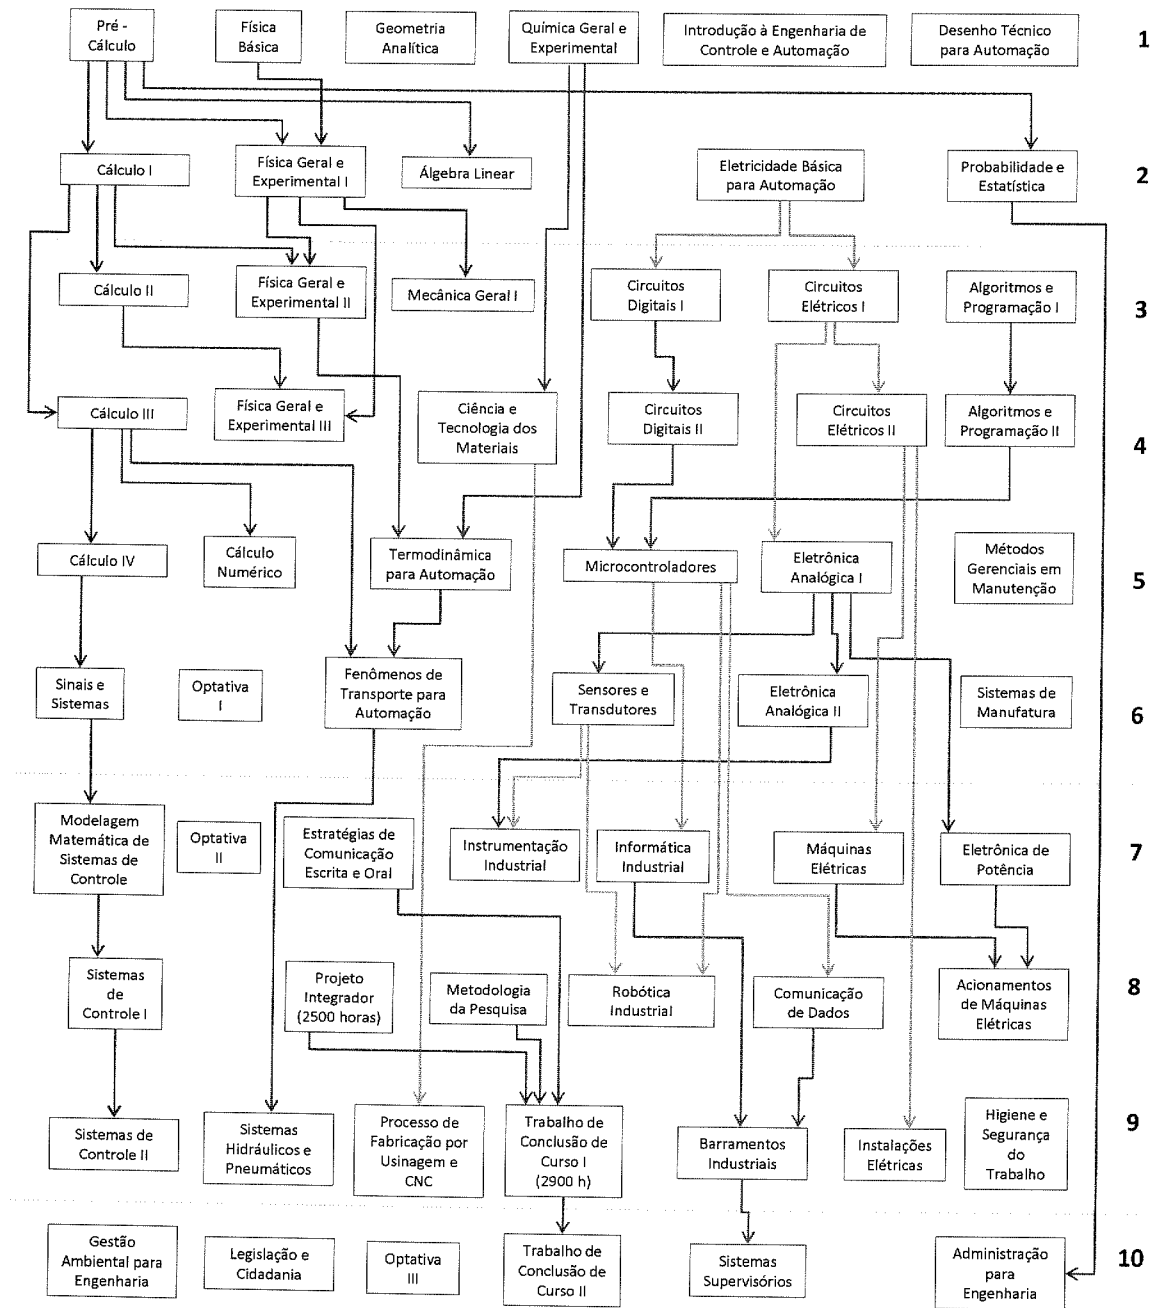 Pré -
Cálculo
Física
Básica
Geometria
Analítica
Química Geral e
Experimental
Introdução à Engenharia de
Controle e Automação
Desenho Técnico
para Automação
1
Cálculo I
Física Geral e
Experimental I
Álgebra Linear
Eletricidade Básica
para Automação
Probabilidade e
Estatística
2
Cálculo II
Física Geral e
Experimental II
Mecânica Geral I
Circuitos
Digitais I
Circuitos
Elétricos I
Algoritmos e
Programação I
3
Cálculo III
Física Geral e
Experimental III
Ciência e
Tecnologia dos
Materiais
Circuitos
Digitais II
Circuitos
Elétricos II
Algoritmos e
Programação II
4
Cálculo IV
Cálculo
Numérico
Termodinâmica
para Automação
Microcontroladores
Eletrônica
Analógica I
Métodos
Gerenciais em
Manutenção
5
Sinais e
Sistemas
Optativa
I
Fenômenos de
Transporte para
Automação
Sensores e
Transdutores
Eletrônica
Analógica II
Sistemas de
Manufatura
6
Modelagem
Matemática de
Sistemas de
Controle
Optativa
II
Estratégias de
Comunicação
Escrita e Oral
Instrumentação
Industrial
Informática
Industrial
Máquinas
Elétricas
Eletrônica de
Potência
7
Sistemas
de
Controle I
Projeto
Integrador
(2500 horas)
Metodologia
da Pesquisa
Robótica
Industrial
Comunicação
de Dados
Acionamentos
de Máquinas
Elétricas
8
Sistemas de
Controle II
Sistemas
Hidráulicos e
Pneumáticos
Processo de
Fabricação por
Usinagem e
CNC
Trabalho de
Conclusão de
Curso I
(2900 h)
Barramentos
Industriais
Instalações
Elétricas
Higiene e
Segurança
do
Trabalho
9
Gestão
Ambiental para
Engenharia
Legislação e
Cidadania
Optativa
III
Trabalho de
Conclusão de
Curso II
Sistemas
Supervisórios
Administração
para
Engenharia
10